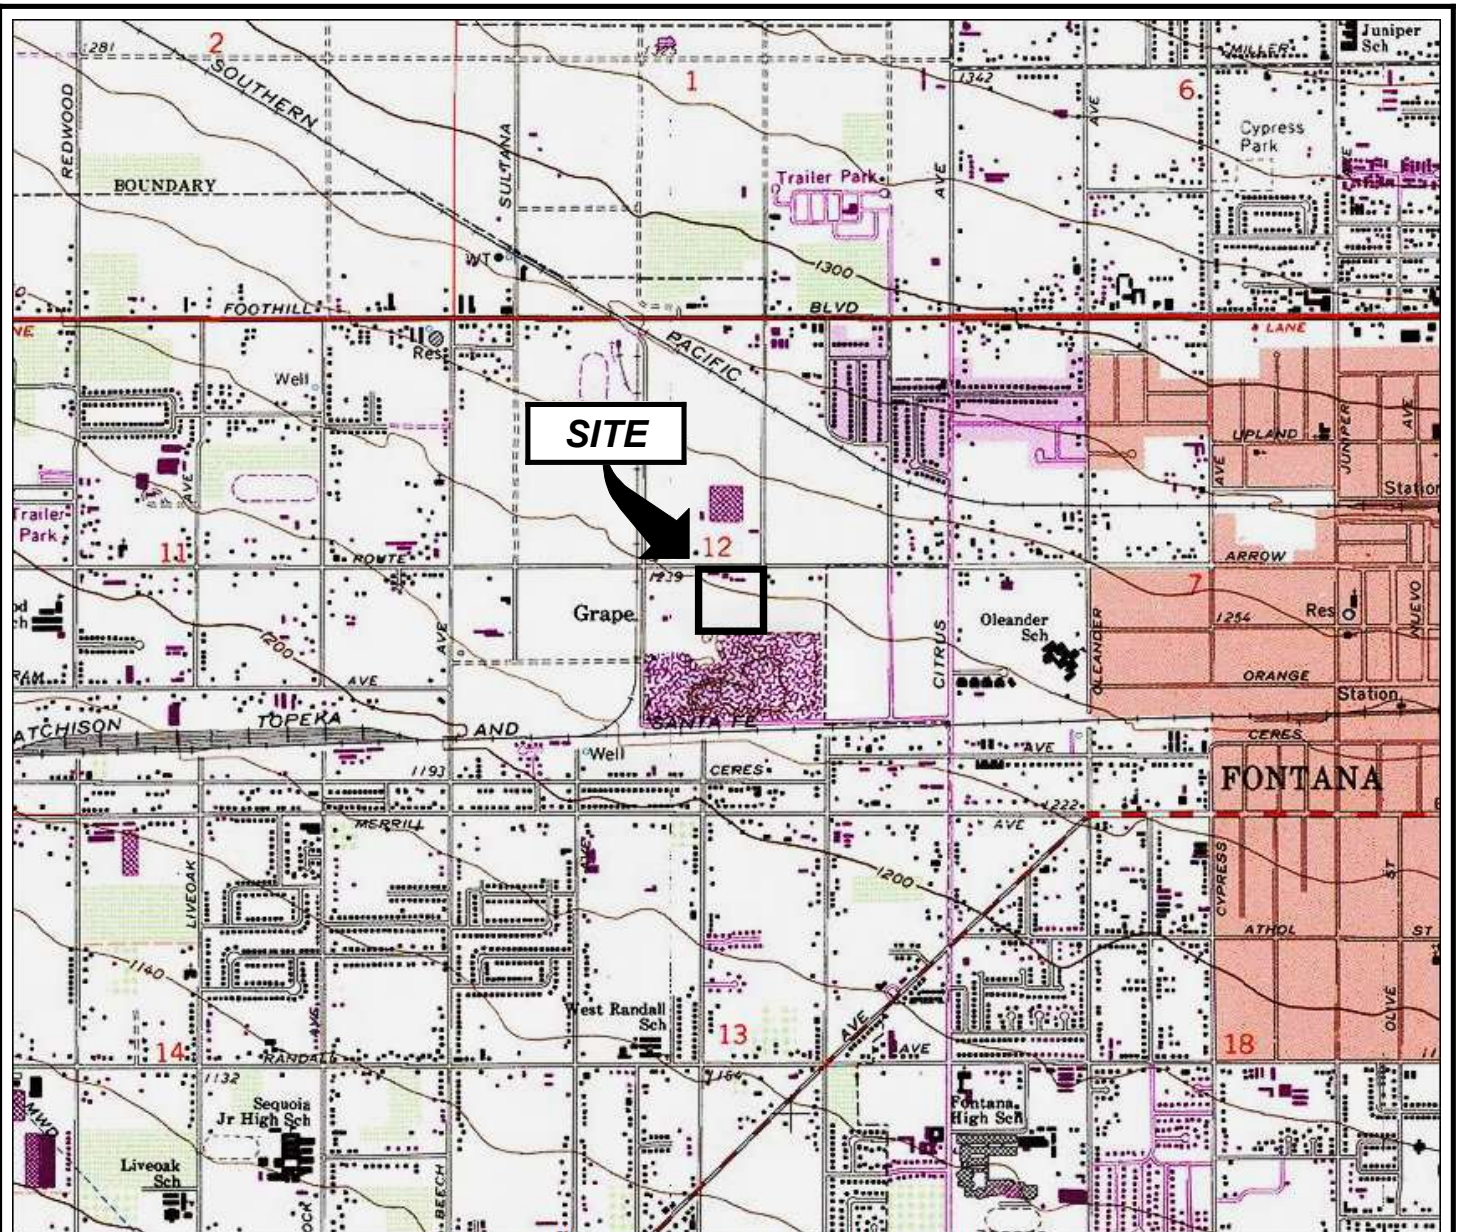 1281
2
1325
1
1342
6
MILLER
Juniper
Sch
SOUTHERN
REDWOOD
SULTANA
AVE
AVE
Cypress
Park
BOUNDARY
Trailer Park
WT
1300
FOOTHILL
BLVD
LANE
Res
PACIFIC
Well
SITE
UPLAND
AVE
JUNIPER
AVE
Station
Trailer
Park
AVE
11
ROUTE
12
ARROW
1239
7
Grape
Oleander
Sch
CITRUS
OLEANDER
1254
Res
NUEVO
1200
AVE
AVE
ORANGE
Station
ATCHISON
TOPEKA
AND
SANTA FE
CERES
Well
AVE
1193
CERES
FONTANA
1222
MERRILL
AVE
AVE
LIVEOAK
1200
CYPRESS
ST
ATHOL
ST
1140
West Randall
Sch
AVE
13
AVE
AVE
OLIVE
14
RANDALL
18
1132
1164
MWD
Sequoia
Jr High Sch
Fontana
High Sch
Liveoak
Sch
BEECH